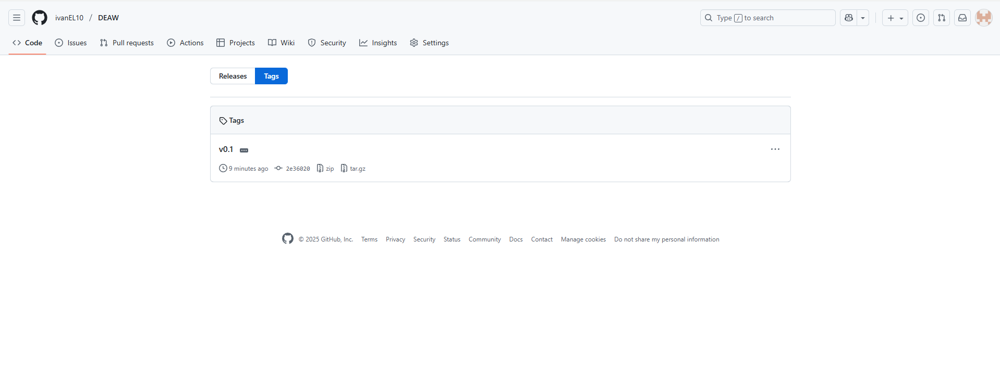 ivanEL10 / DEAW
Type / to search
Code Issues Pull requests Actions Projects Wiki Security Insights Settings
Releases Tags
Tags
v0.1
9 minutes ago 2e36020 zip tar.gz
© 2025 GitHub, Inc. Terms Privacy Security Status Community Docs Contact Manage cookies Do not share my personal information